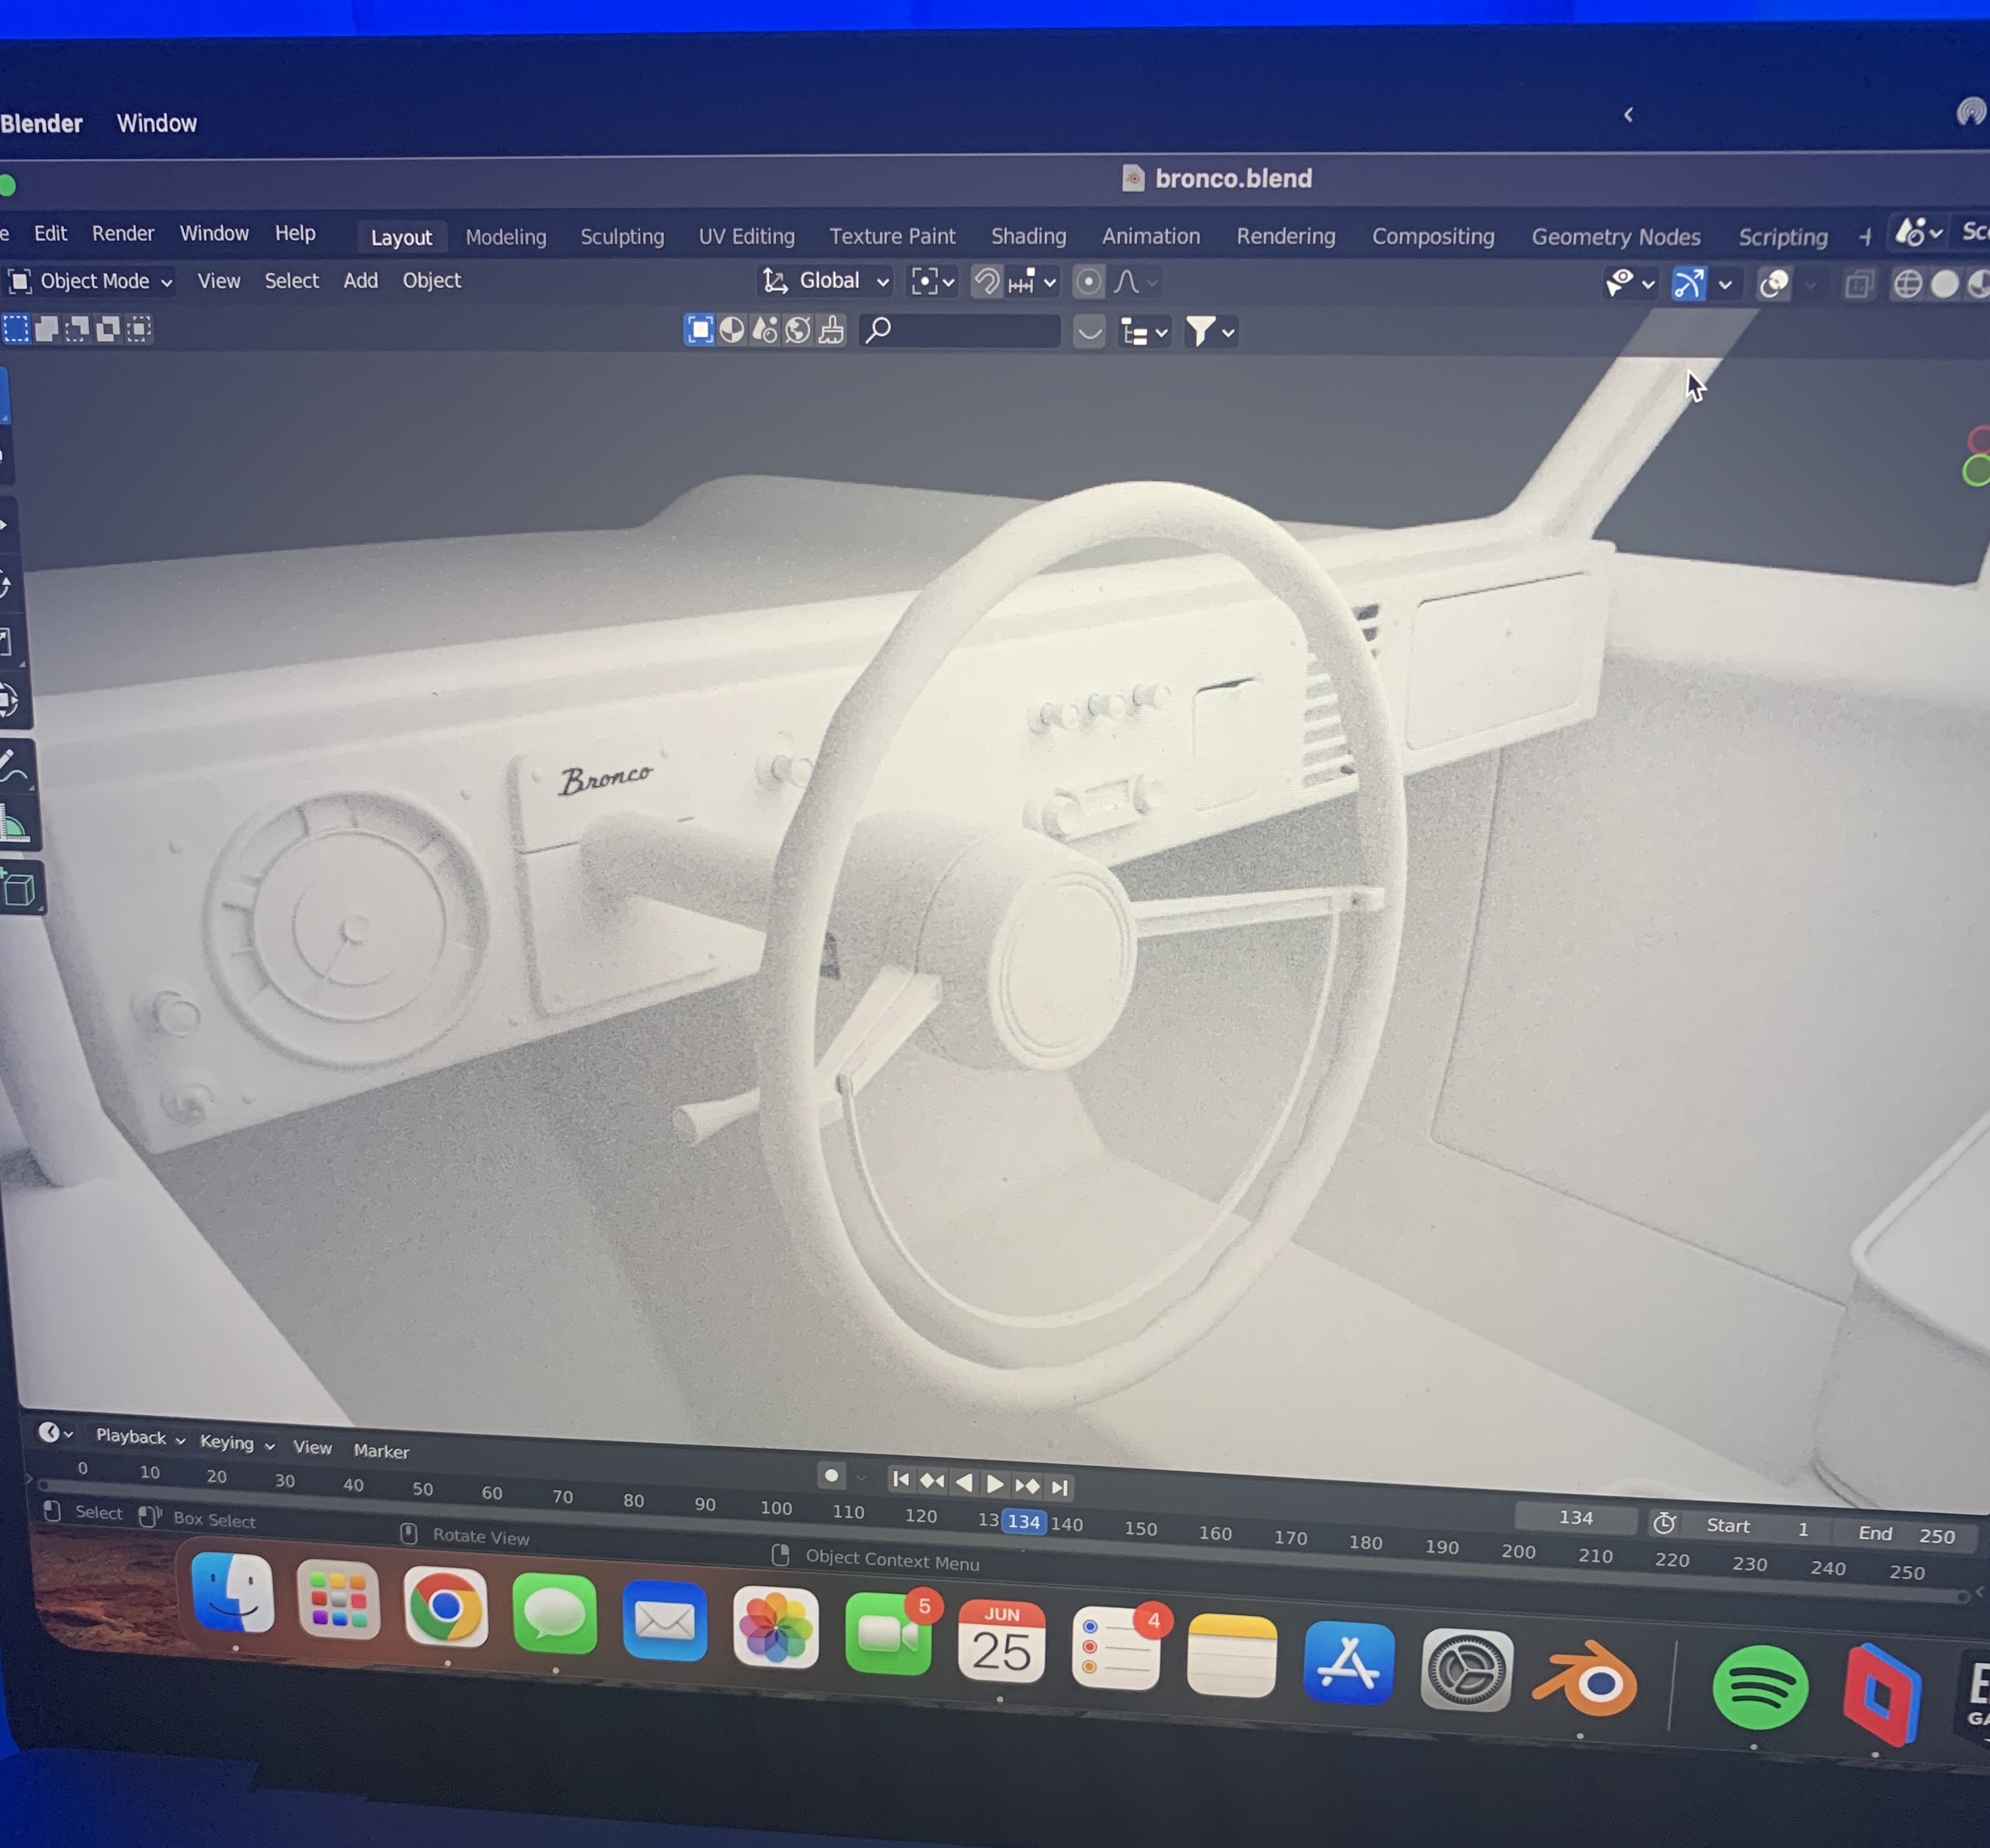 Blender Window
bronco.blend
Edit Render Window Help Layout Modeling Sculpting UV Editing Texture Paint Shading Animation Rendering Compositing Geometry Nodes Scripting +
Object Mode View Select Add Object Global
Bronco
Playback Keying View Marker
134 Start 1 End 250
0 10 20 30 40 50 60 70 80 90 100 110 120 13 134 140 150 160 170 180 190 200 210 220 230 240 250
Select Box Select Rotate View Object Context Menu
5
JUN
25
4